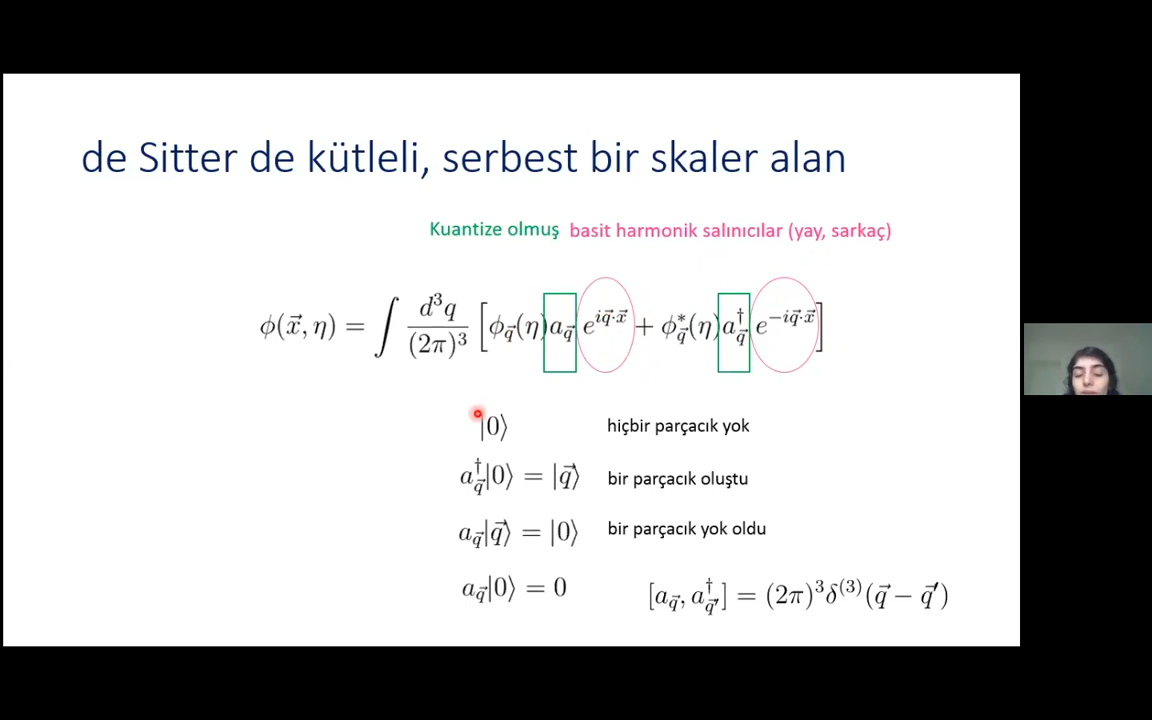 de Sitter de kütleli, serbest bir skaler alan
Kuantize olmuş basit harmonik salınıcılar (yay, sarkaç)
ϕ(x⃗, η) = ∫ d³q/(2π)³ [ϕ_q⃗(η) a_q⃗ e^{iq⃗·x⃗} + ϕ*_q⃗(η) a†_q⃗ e^{−iq⃗·x⃗}]
|0⟩ hiçbir parçacık yok
a†_q⃗|0⟩ = |q⃗⟩ bir parçacık oluştu
a_q⃗|q⃗⟩ = |0⟩ bir parçacık yok oldu
a_q⃗|0⟩ = 0 [a_q⃗, a†_q⃗′] = (2π)³δ⁽³⁾(q⃗ − q⃗′)